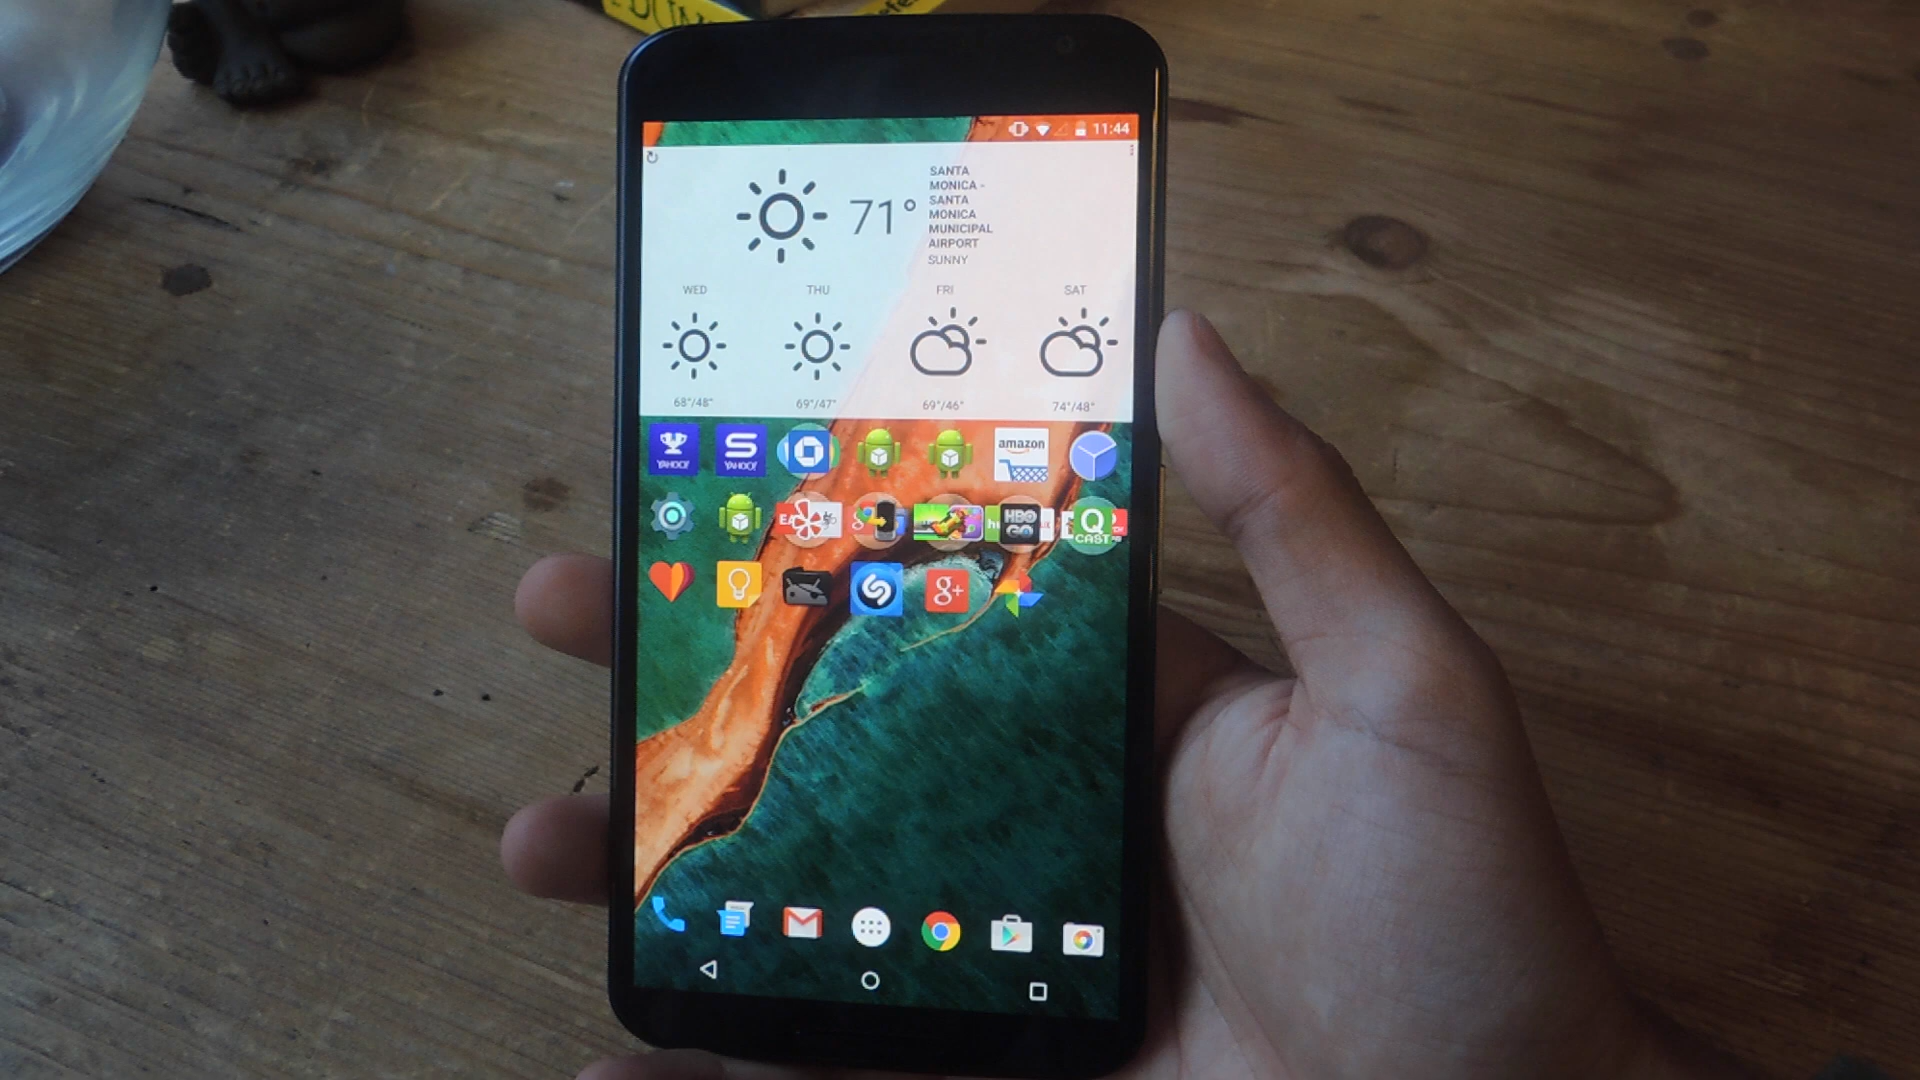 DUM
11:44
71°
SANTA
MONICA -
SANTA
MONICA
MUNICIPAL
AIRPORT
SUNNY
WED THU FRI SAT
68°/48° 69°/47° 69°/46° 74°/48°
YAHOO! YAHOO! amazon
HBO
GO
Q
CAST
g+